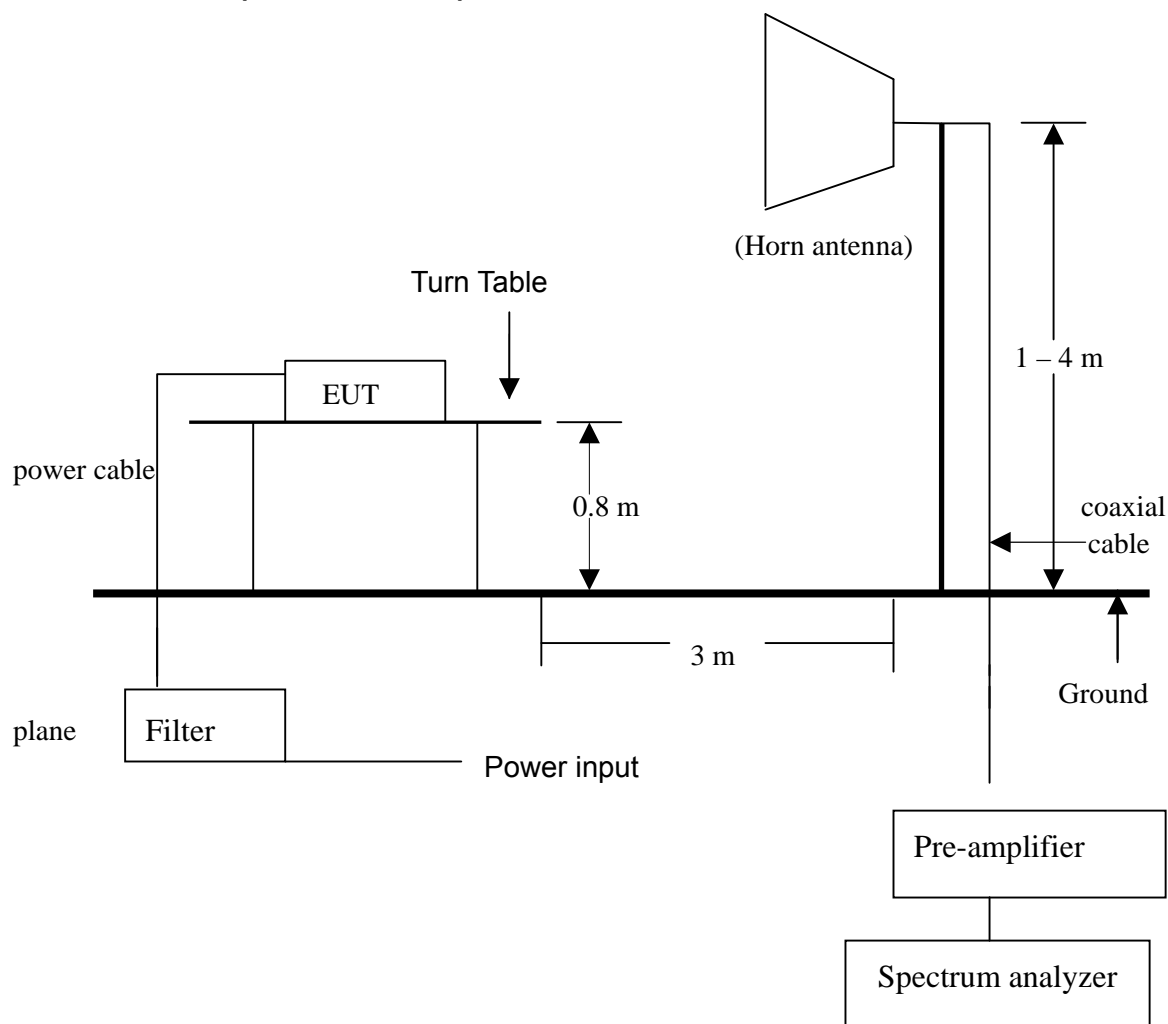 (Horn antenna)
Turn Table
1 – 4 m
EUT
power cable
0.8 m
coaxial
cable
3 m
Ground
plane
Filter
Power input
Pre-amplifier
Spectrum analyzer